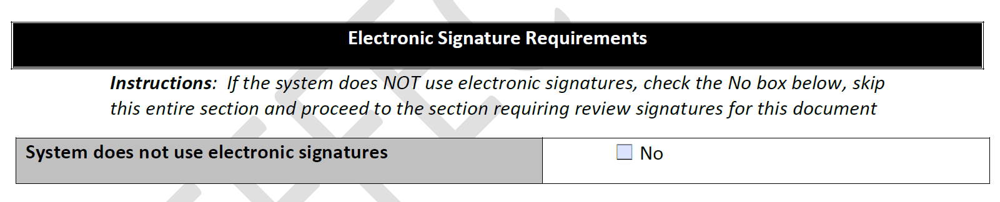 Electronic Signature Requirements
Instructions:  If the system does NOT use electronic signatures, check the No box below, skip
this entire section and proceed to the section requiring review signatures for this document
System does not use electronic signatures
No